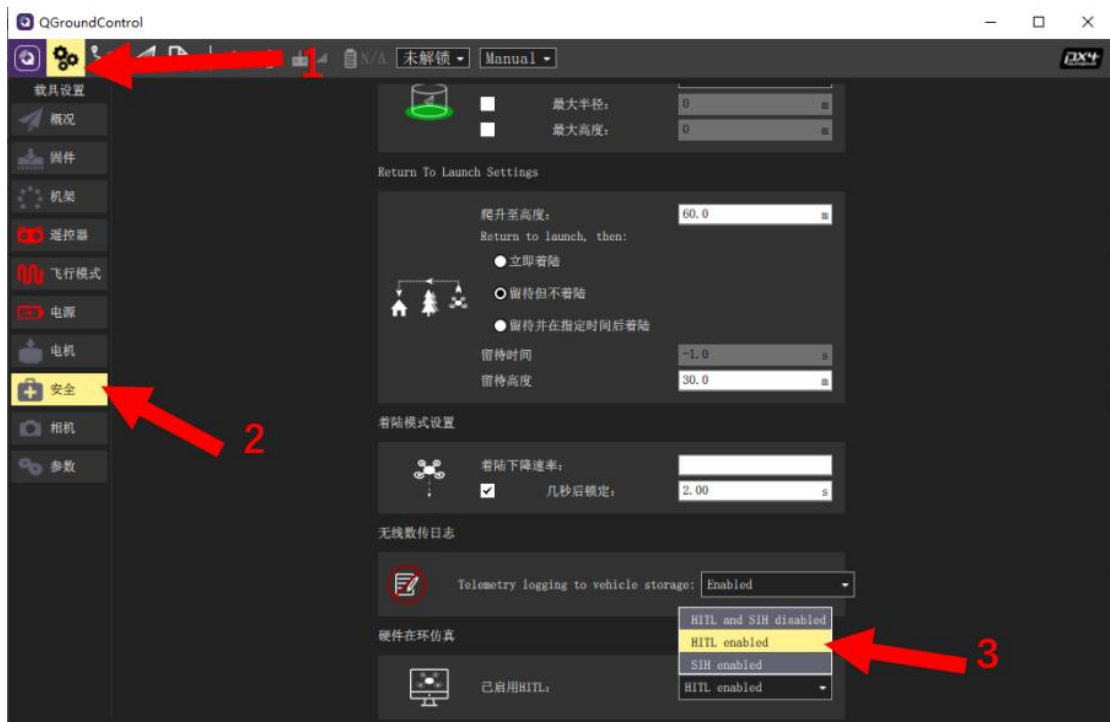 QGroundControl
1
N/A 未解锁 Manual
px4
载具设置
概况
固件
机架
遥控器
飞行模式
电源
电机
安全
相机
参数
2
最大半径: 0 m
最大高度: 0 m
Return To Launch Settings
爬升至高度: 60.0 m
Return to launch, then:
立即着陆
留待但不着陆
留待并在指定时间后着陆
留待时间 -1.0 s
留待高度 30.0 m
着陆模式设置
着陆下降速率:
几秒后锁定: 2.00 s
无线数传日志
Telemetry logging to vehicle storage: Enabled
硬件在环仿真
HITL and SIH disabled
HITL enabled
SIH enabled
3
已启用HITL: HITL enabled